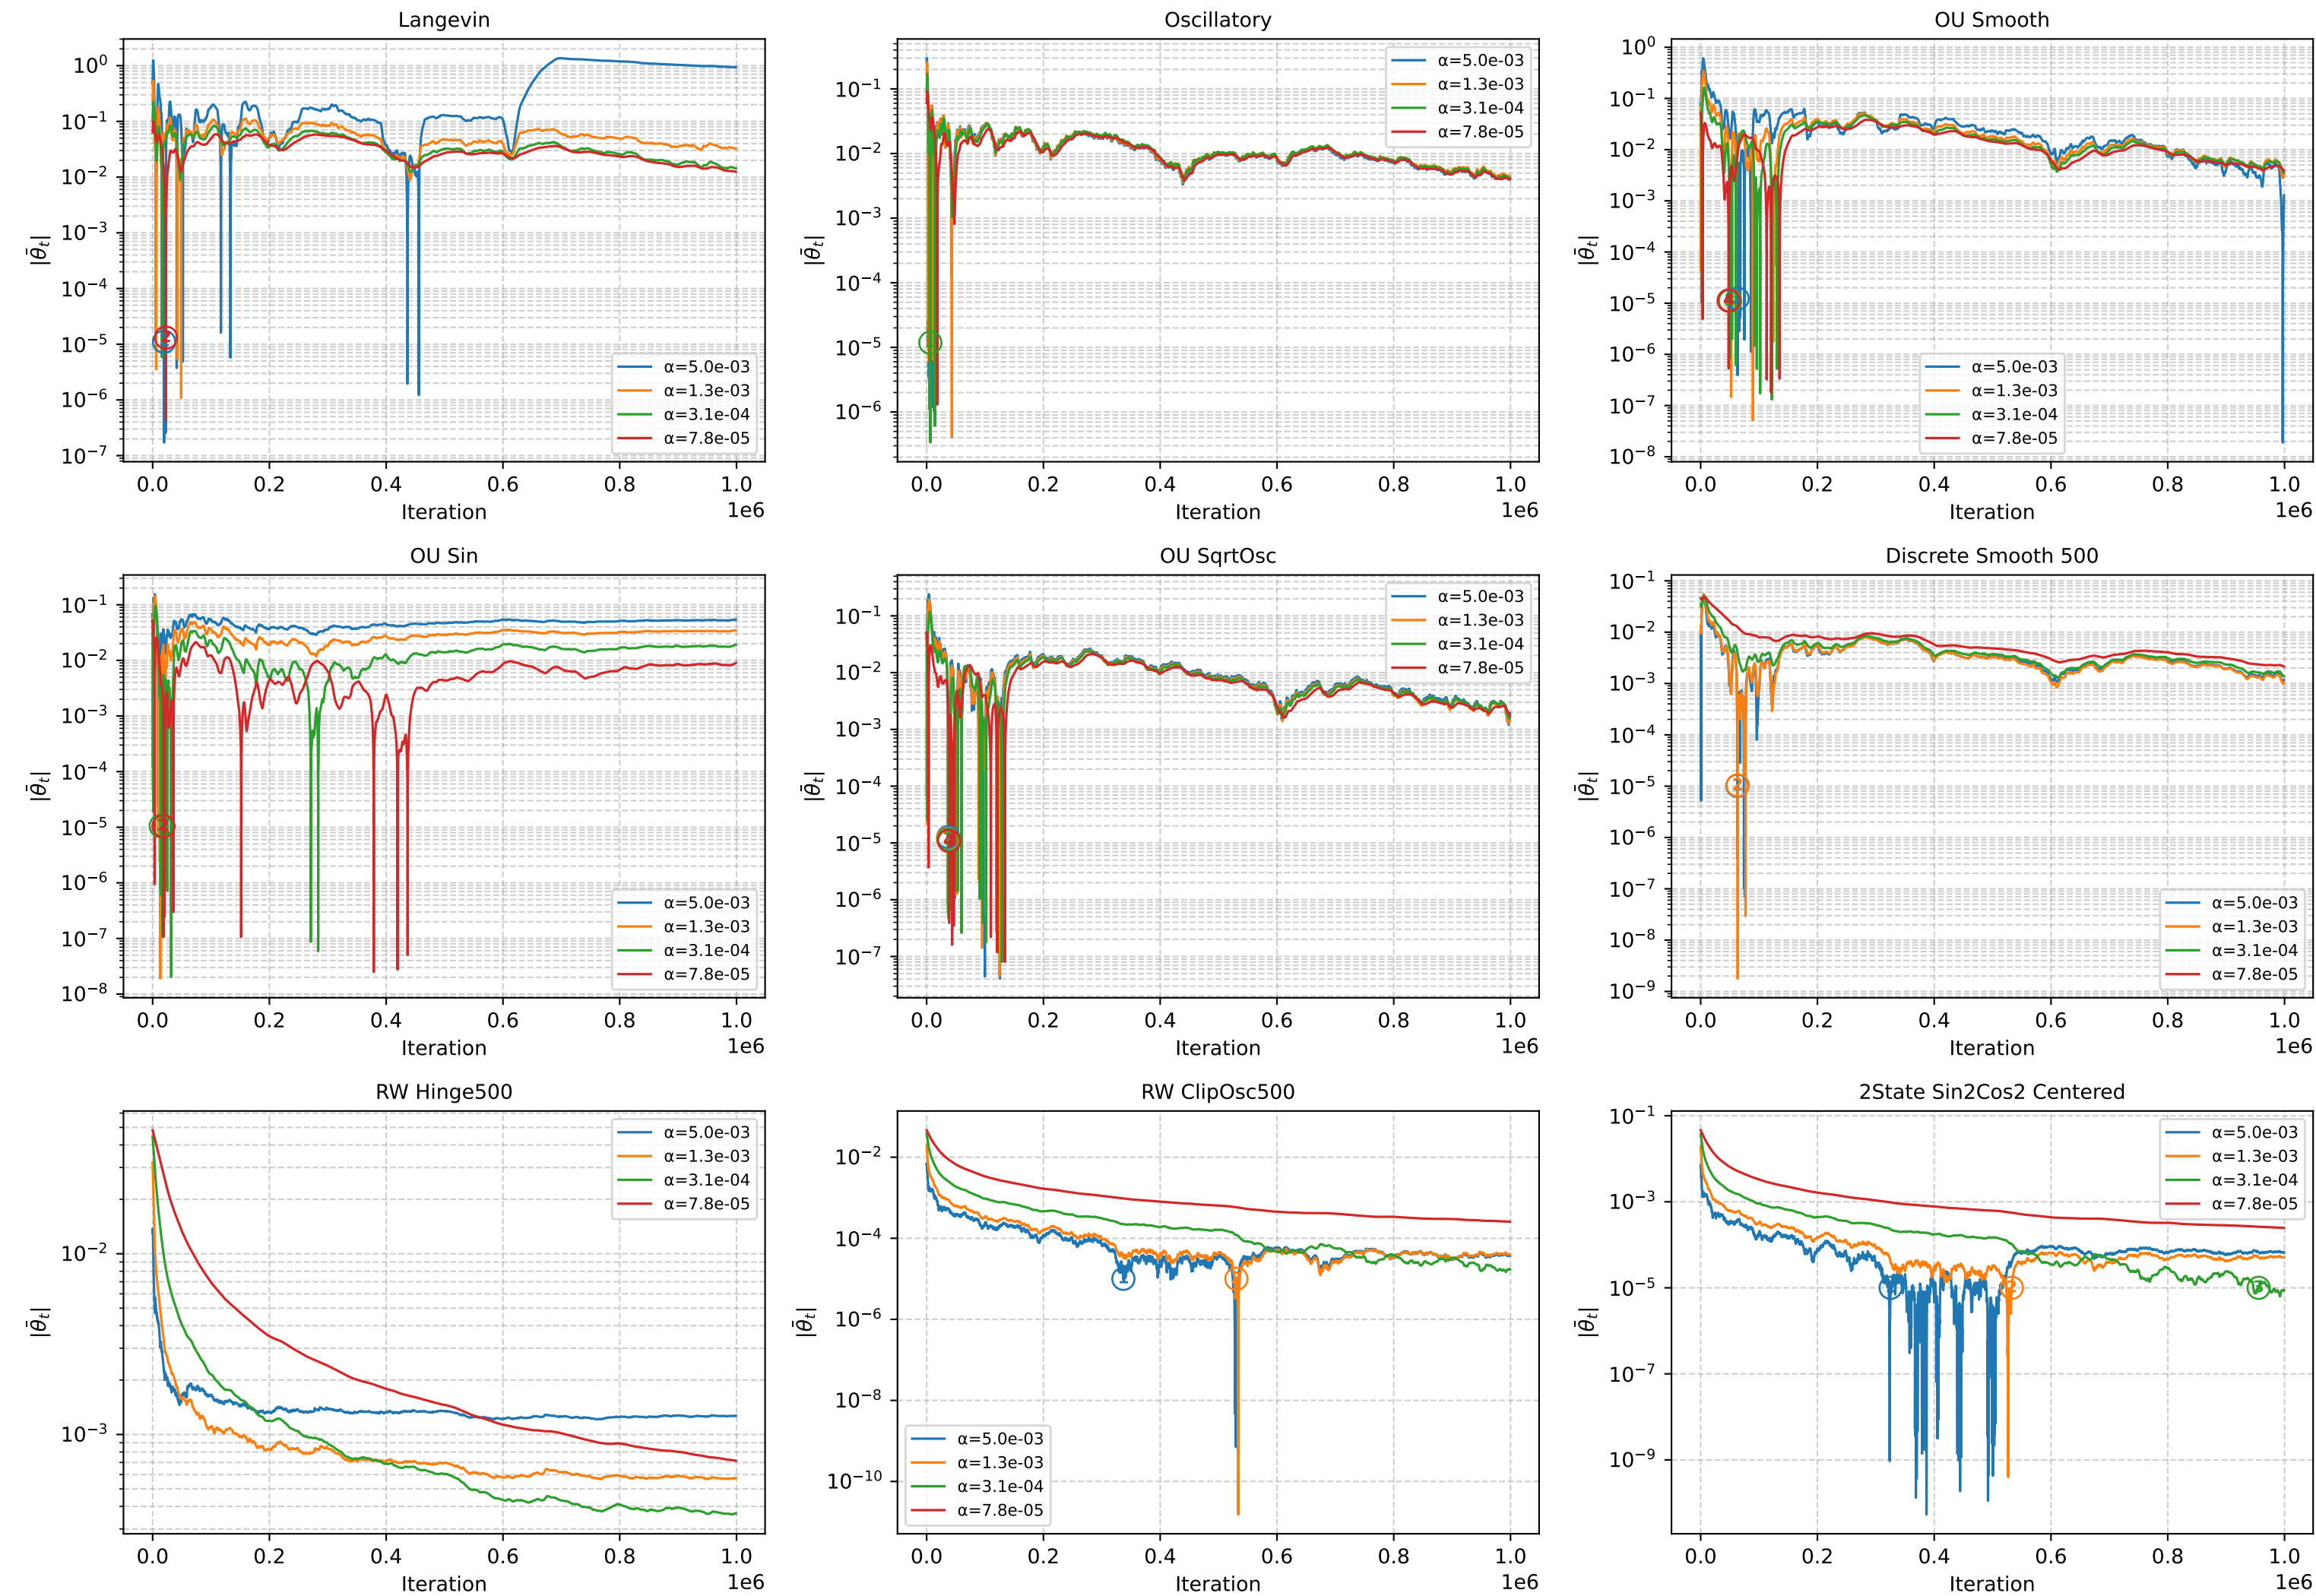 Langevin
|θ̄ₜ|
10⁰
10⁻¹
10⁻²
10⁻³
10⁻⁴
10⁻⁵
10⁻⁶
10⁻⁷
2
α=5.0e-03
α=1.3e-03
α=3.1e-04
α=7.8e-05
0.0 0.2 0.4 0.6 0.8 1.0
1e6
Iteration
Oscillatory
|θ̄ₜ|
10⁻¹
10⁻²
10⁻³
10⁻⁴
10⁻⁵
10⁻⁶
α=5.0e-03
α=1.3e-03
α=3.1e-04
α=7.8e-05
0.0 0.2 0.4 0.6 0.8 1.0
1e6
Iteration
OU Smooth
|θ̄ₜ|
10⁰
10⁻¹
10⁻²
10⁻³
10⁻⁴
10⁻⁵
10⁻⁶
10⁻⁷
10⁻⁸
4
α=5.0e-03
α=1.3e-03
α=3.1e-04
α=7.8e-05
0.0 0.2 0.4 0.6 0.8 1.0
1e6
Iteration
OU Sin
|θ̄ₜ|
10⁻¹
10⁻²
10⁻³
10⁻⁴
10⁻⁵
10⁻⁶
10⁻⁷
10⁻⁸
α=5.0e-03
α=1.3e-03
α=3.1e-04
α=7.8e-05
0.0 0.2 0.4 0.6 0.8 1.0
1e6
Iteration
OU SqrtOsc
|θ̄ₜ|
10⁻¹
10⁻²
10⁻³
10⁻⁴
10⁻⁵
10⁻⁶
10⁻⁷
α=5.0e-03
α=1.3e-03
α=3.1e-04
α=7.8e-05
0.0 0.2 0.4 0.6 0.8 1.0
1e6
Iteration
Discrete Smooth 500
|θ̄ₜ|
10⁻¹
10⁻²
10⁻³
10⁻⁴
10⁻⁵
10⁻⁶
10⁻⁷
10⁻⁸
10⁻⁹
2
α=5.0e-03
α=1.3e-03
α=3.1e-04
α=7.8e-05
0.0 0.2 0.4 0.6 0.8 1.0
1e6
Iteration
RW Hinge500
|θ̄ₜ|
10⁻²
10⁻³
α=5.0e-03
α=1.3e-03
α=3.1e-04
α=7.8e-05
0.0 0.2 0.4 0.6 0.8 1.0
1e6
Iteration
RW ClipOsc500
|θ̄ₜ|
10⁻²
10⁻⁴
10⁻⁶
10⁻⁸
10⁻¹⁰
1
α=5.0e-03
α=1.3e-03
α=3.1e-04
α=7.8e-05
0.0 0.2 0.4 0.6 0.8 1.0
1e6
Iteration
2State Sin2Cos2 Centered
|θ̄ₜ|
10⁻¹
10⁻³
10⁻⁵
10⁻⁷
10⁻⁹
1
2
3
α=5.0e-03
α=1.3e-03
α=3.1e-04
α=7.8e-05
0.0 0.2 0.4 0.6 0.8 1.0
1e6
Iteration